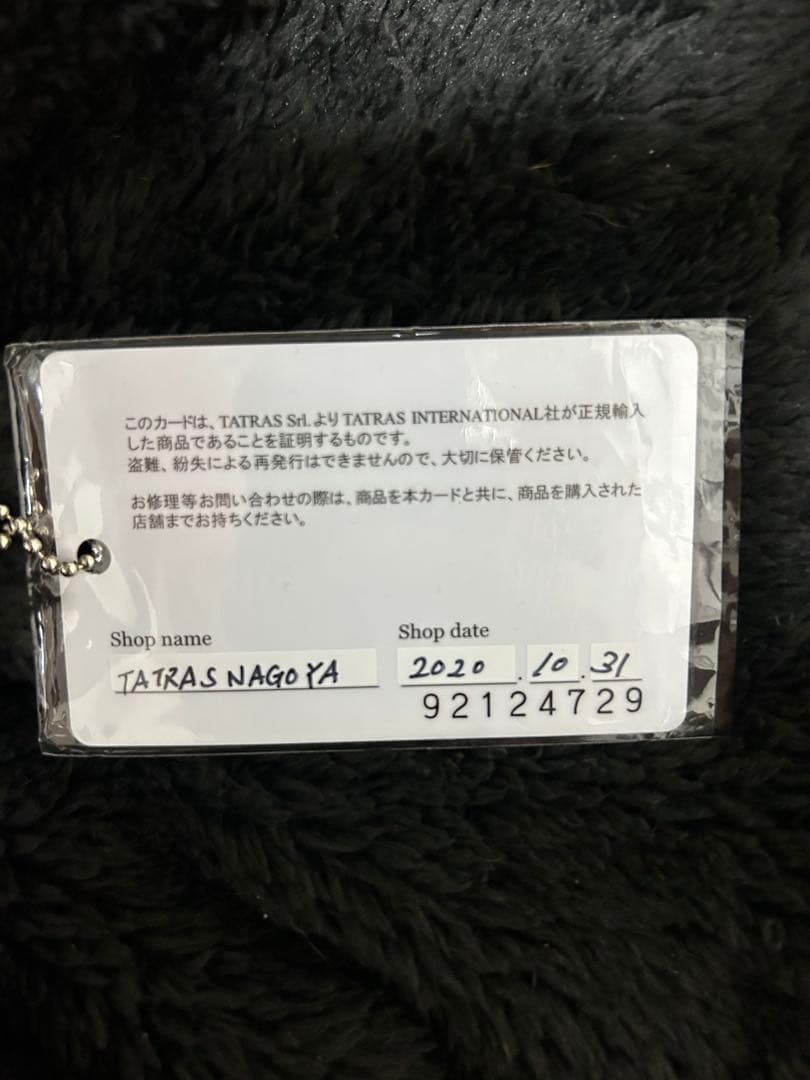 このカードは、TATRAS Srl.よりTATRAS INTERNATIONAL社が正規輸入
した商品であることを証明するものです。
盗難、紛失による再発行はできませんので、大切に保管ください。
お修理等お問い合わせの際は、商品を本カードと共に、商品を購入された
店舗までお持ちください。
Shop name
TATRAS NAGOYA
Shop date
2020.10.31
92124729